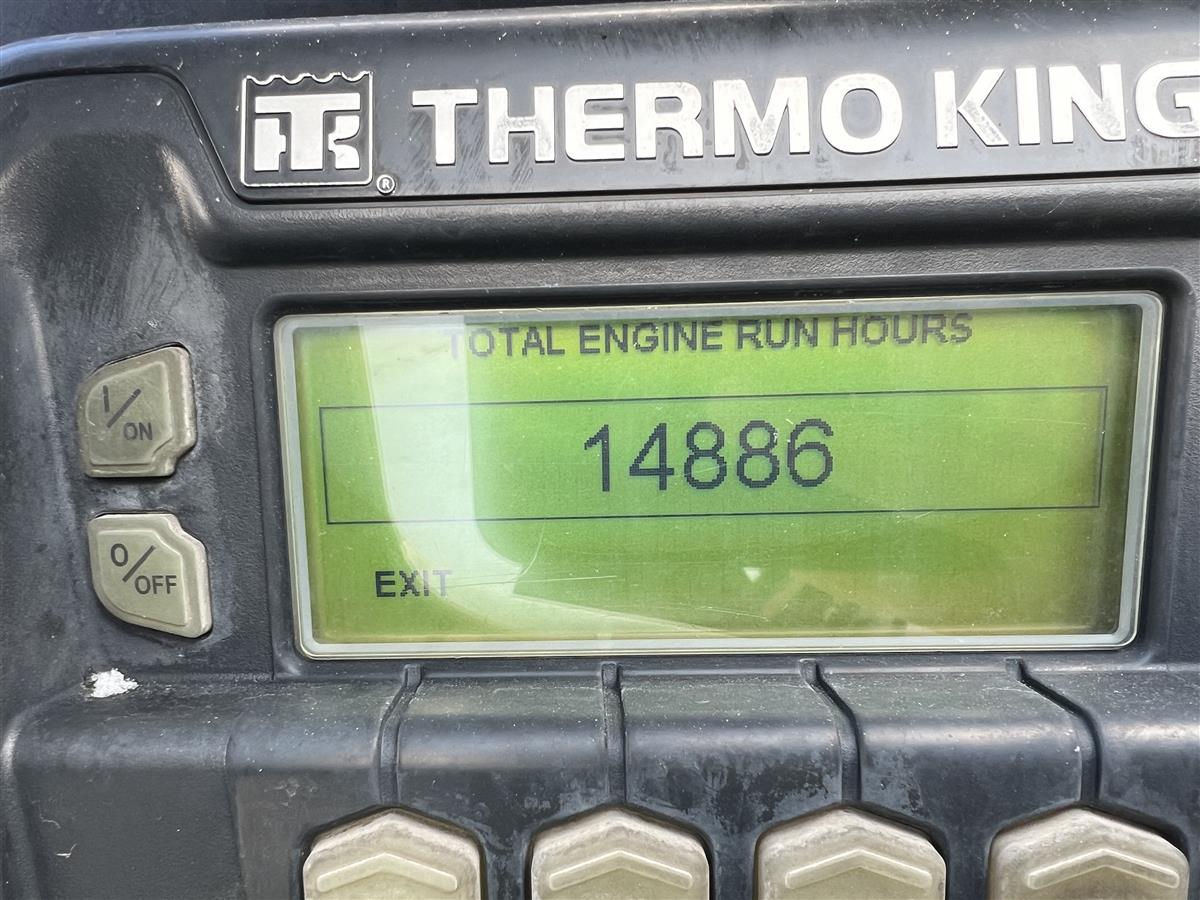 TK
®
THERMO KING
TOTAL ENGINE RUN HOURS
14886
EXIT
I/ON
O/OFF